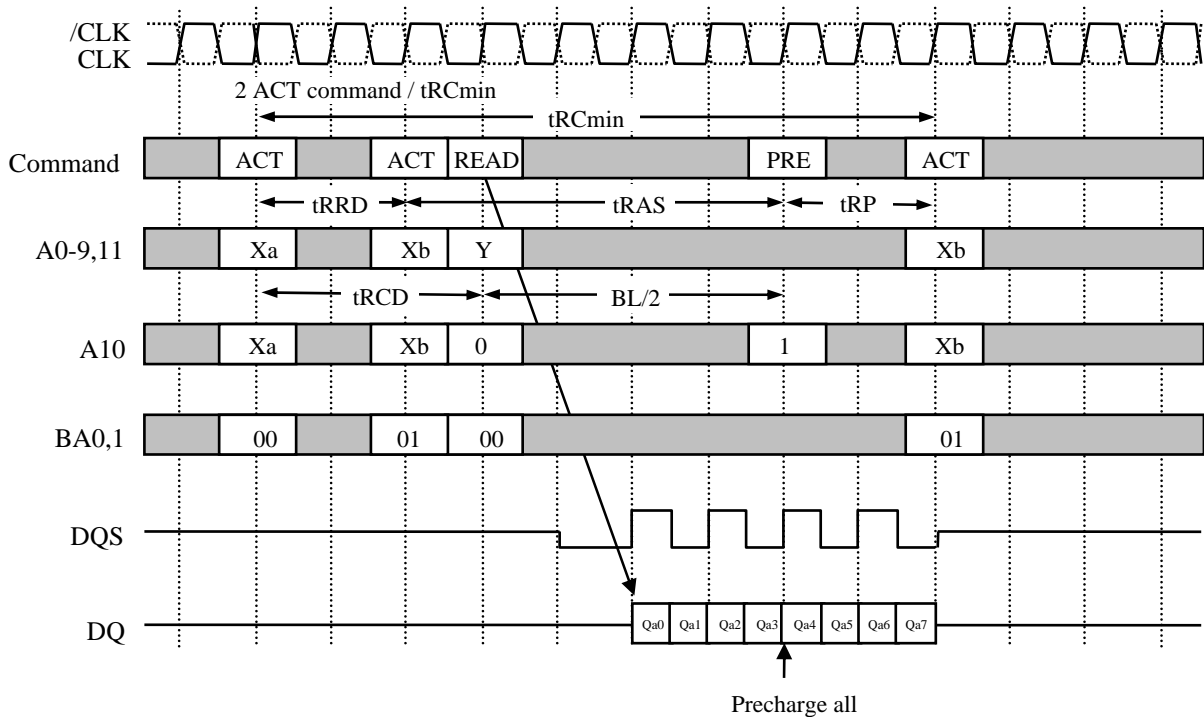 /CLK
CLK
2 ACT command / tRCmin
tRCmin
Command ACT ACT READ PRE ACT
tRRD tRAS tRP
A0-9,11 Xa Xb Y Xb
tRCD BL/2
A10 Xa Xb 0 1 Xb
BA0,1 00 01 00 01
DQS
DQ Qa0 Qa1 Qa2 Qa3 Qa4 Qa5 Qa6 Qa7
Precharge all